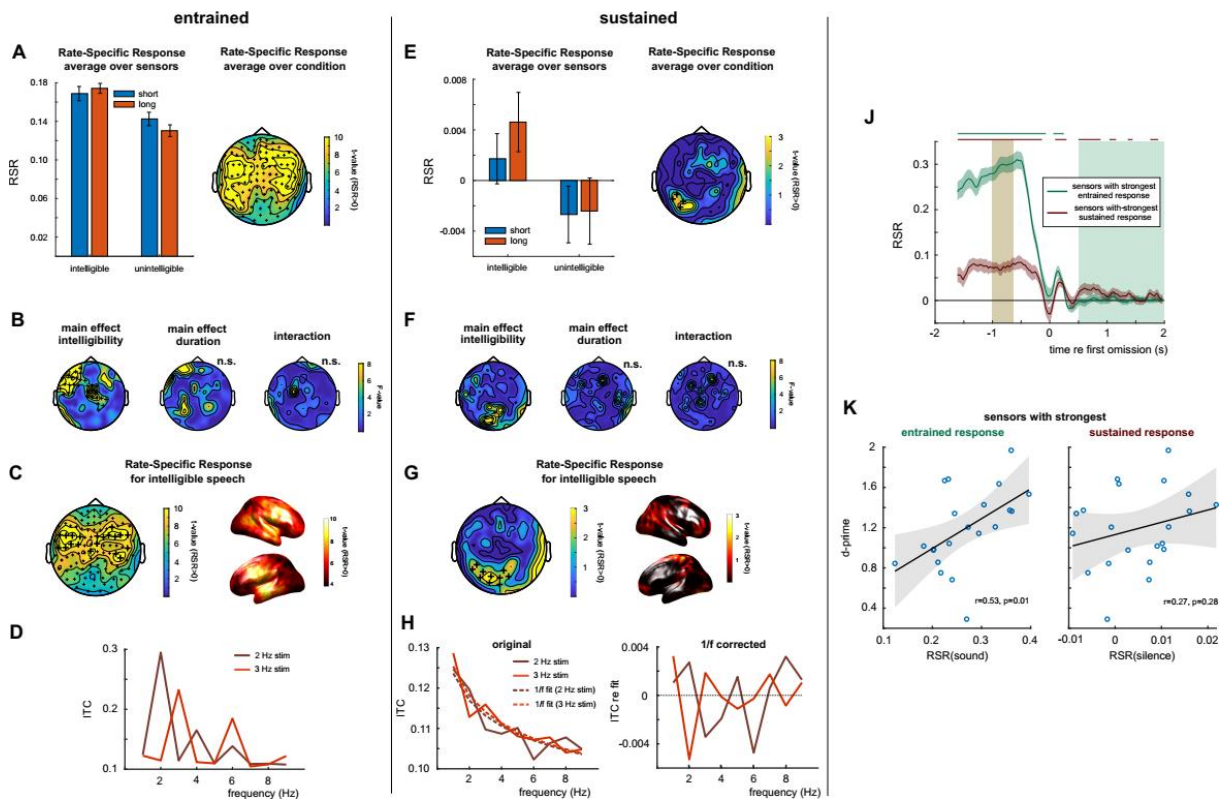 entrained
A
Rate-Specific Response
average over sensors
Rate-Specific Response
average over condition
RSR
0.18
0.16
0.14
0.12
0.10
0.08
0.06
0.04
0.02
short
long
intelligible
unintelligible
10
8
6
4
2
t-value (RSR>0)
B
main effect
intelligibility
main effect
duration
n.s.
interaction
n.s.
8
6
4
2
F-value
C
Rate-Specific Response
for intelligible speech
10
8
6
4
2
t-value (RSR>0)
10
8
6
4
t-value (RSR>0)
D
ITC
0.3
0.2
0.1
2 Hz stim
3 Hz stim
2
4
6
8
frequency (Hz)
sustained
E
Rate-Specific Response
average over sensors
Rate-Specific Response
average over condition
RSR
0.008
0.004
0
-0.004
short
long
intelligible
unintelligible
3
2
1
t-value (RSR>0)
F
main effect
intelligibility
main effect
duration
n.s.
interaction
n.s.
8
6
4
2
F-value
G
Rate-Specific Response
for intelligible speech
3
2
1
t-value (RSR>0)
3
2
1
t-value (RSR>0)
H
original
ITC
0.13
0.12
0.11
0.10
2 Hz stim
3 Hz stim
1/f fit (2 Hz stim)
1/f fit (3 Hz stim)
2
4
6
8
frequency (Hz)
1/f corrected
ITC re fit
0.004
0
-0.004
2
4
6
8
frequency (Hz)
J
RSR
0.3
0.2
0.1
0
sensors with strongest
entrained response
sensors with-strongest
sustained response
-2
-1
0
1
2
time re first omission (s)
K
sensors with strongest
entrained response
sustained response
d-prime
2
1.6
1.2
0.8
0.4
r=0.53, p=0.01
0.1
0.2
0.3
0.4
RSR(sound)
r=0.27, p=0.28
-0.01
0
0.01
0.02
RSR(silence)